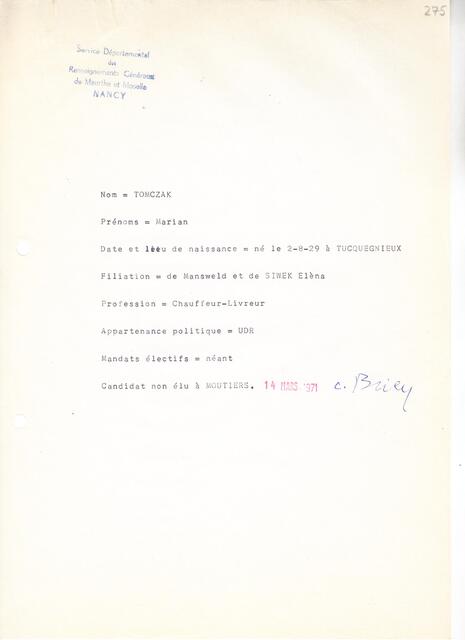 275
Service Départemental
des
Renseignements Généraux
de Meurthe et Moselle
NANCY
Nom = TOMCZAK
Prénoms = Marian
Date et lieu de naissance = né le 2-8-29 à TUCQUEGNIEUX
Filiation = de Mansweld et de SIWEK Elèna
Profession = Chauffeur-Livreur
Appartenance politique = UDR
Mandats électifs = néant
Candidat non élu à MOUTIERS. 14 MARS 1971 c. Briey